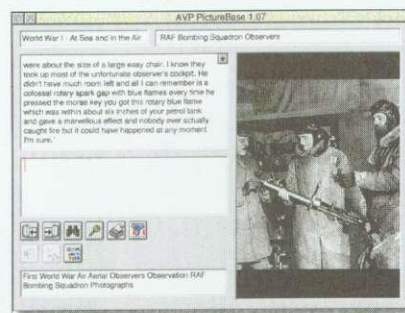 AVP PictureBase 1.07
World War I - At Sea and in the Air
RAF Bombing Squadron Observers
were about the size of a large easy chair. I know they
took up most of the unfortunate observer's cockpit. He
didn't have much room left and all I can remember is a
colossal rotary spark gap with blue flames every time he
pressed the morse key you got this rotary blue flame
which was within about six inches of your petrol tank
and gave a marvellous effect and nobody ever actually
caught fire but it could have happened at any moment
I'm sure.'
First World War Air Aerial Observers Observation RAF
Bombing Squadron Photographs